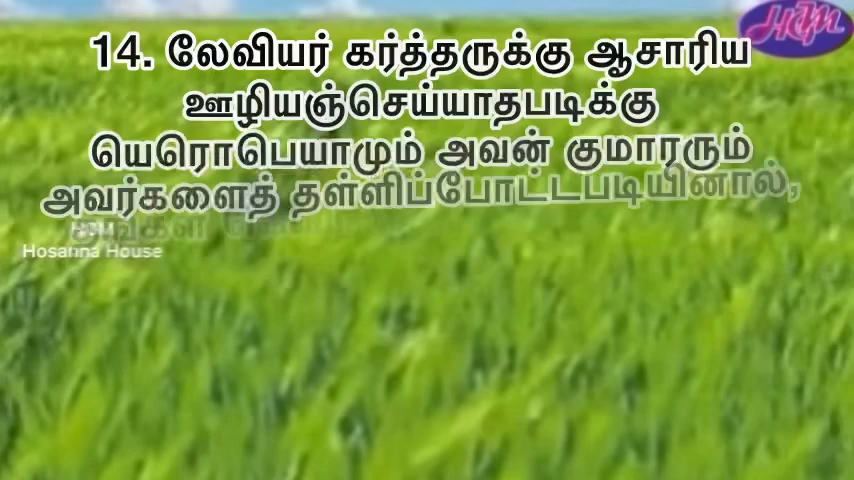 14. லேவியர் கர்த்தருக்கு ஆசாரிய
ஊழியஞ்செய்யாதபடிக்கு
யெரொபெயாமும் அவன் குமாரரும்
அவர்களைத் தள்ளிப்போட்டபடியினால்,
Hosanna House